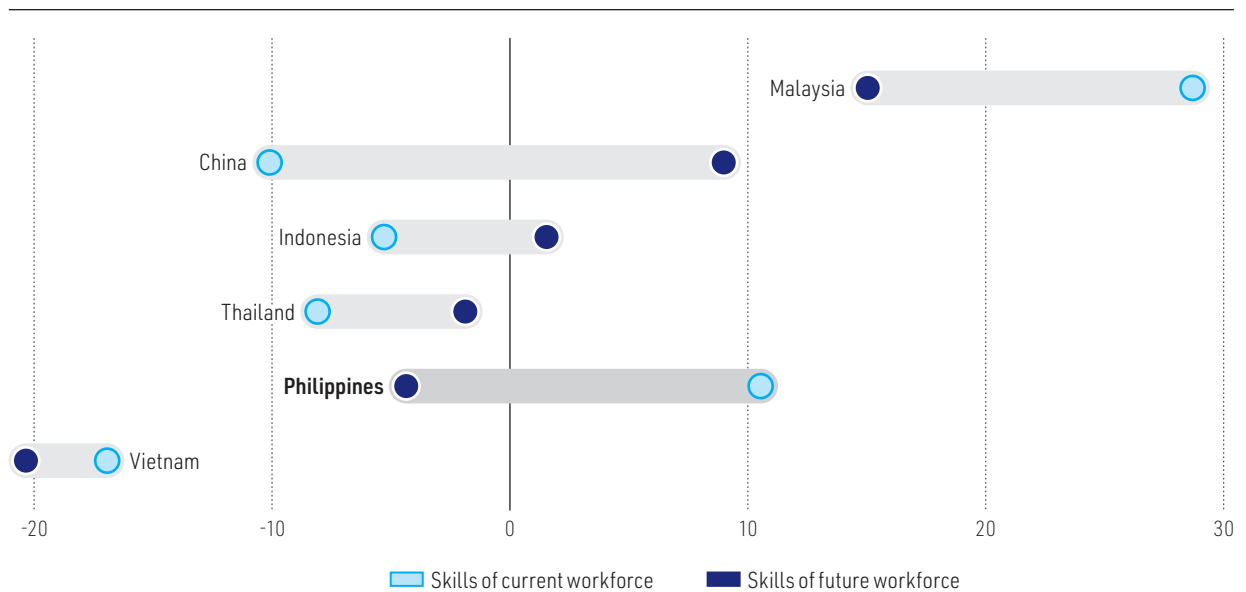 Malaysia
China
Indonesia
Thailand
Philippines
Vietnam
-20 -10 0 10 20 30
Skills of current workforce Skills of future workforce